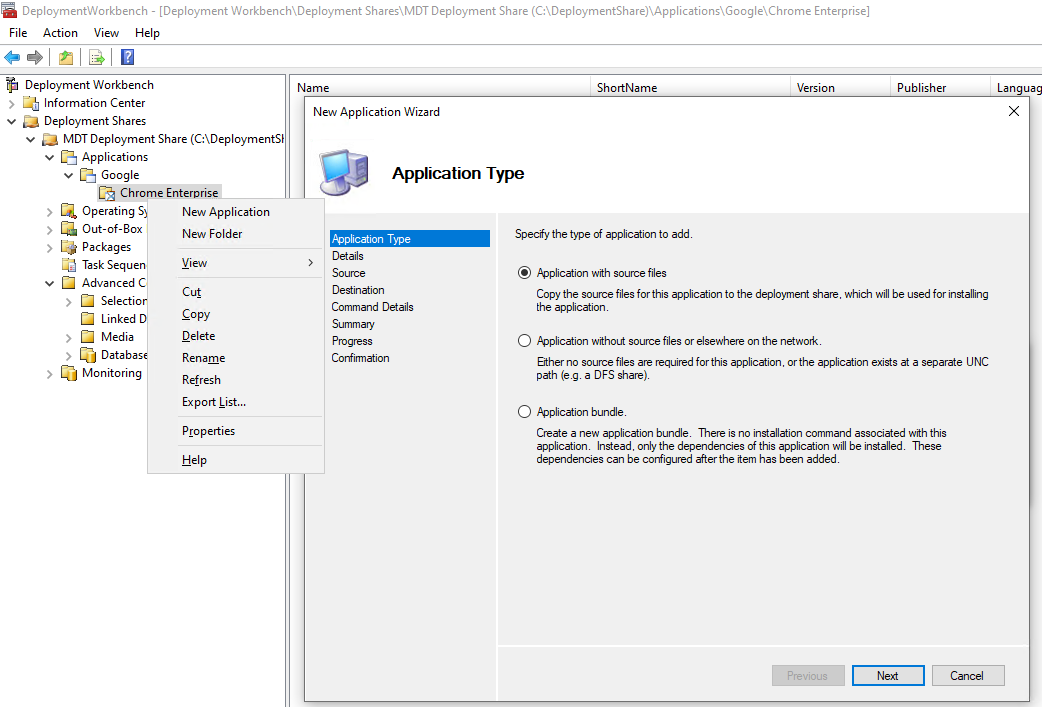 DeploymentWorkbench - [Deployment Workbench\Deployment Shares\MDT Deployment Share (C:\DeploymentShare)\Applications\Google\Chrome Enterprise]
File Action View Help
Deployment Workbench
Information Center
Deployment Shares
MDT Deployment Share (C:\DeploymentSh
Applications
Google
Chrome Enterprise
Operating Sy
Out-of-Box
Packages
Task Sequen
Advanced C
Selection
Linked D
Media
Database
Monitoring
New Application
New Folder
View
Cut
Copy
Delete
Rename
Refresh
Export List...
Properties
Help
Name ShortName Version Publisher Languag
New Application Wizard
Application Type
Application Type
Details
Source
Destination
Command Details
Summary
Progress
Confirmation
Specify the type of application to add.
Application with source files
Copy the source files for this application to the deployment share, which will be used for installing
the application.
Application without source files or elsewhere on the network.
Either no source files are required for this application, or the application exists at a separate UNC
path (e.g. a DFS share).
Application bundle.
Create a new application bundle.  There is no installation command associated with this
application.  Instead, only the dependencies of this application will be installed.  These
dependencies can be configured after the item has been added.
Previous Next Cancel